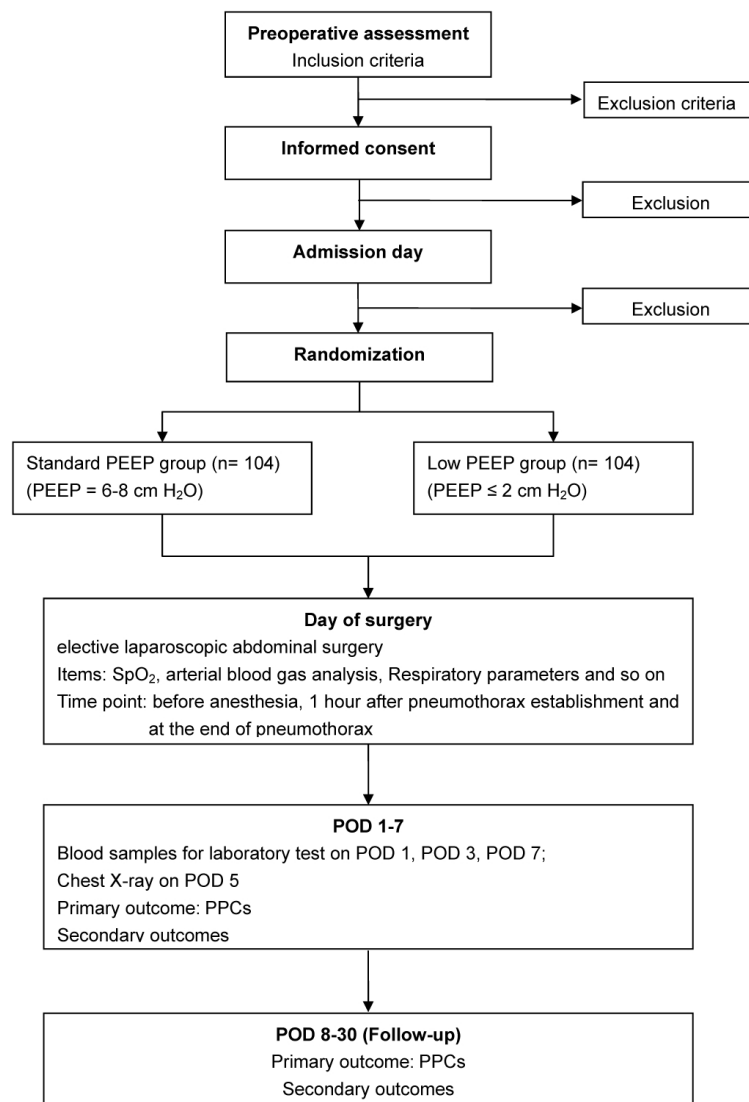 Preoperative assessment
Inclusion criteria
Exclusion criteria
Informed consent
Exclusion
Admission day
Exclusion
Randomization
Standard PEEP group (n= 104)
(PEEP = 6-8 cm H₂O)
Low PEEP group (n = 104)
(PEEP ≤ 2 cm H₂O)
Day of surgery
elective laparoscopic abdominal surgery
Items: SpO₂, arterial blood gas analysis, Respiratory parameters and so on
Time point: before anesthesia, 1 hour after pneumothorax establishment and
at the end of pneumothorax
POD 1-7
Blood samples for laboratory test on POD 1, POD 3, POD 7;
Chest X-ray on POD 5
Primary outcome: PPCs
Secondary outcomes
POD 8-30 (Follow-up)
Primary outcome: PPCs
Secondary outcomes